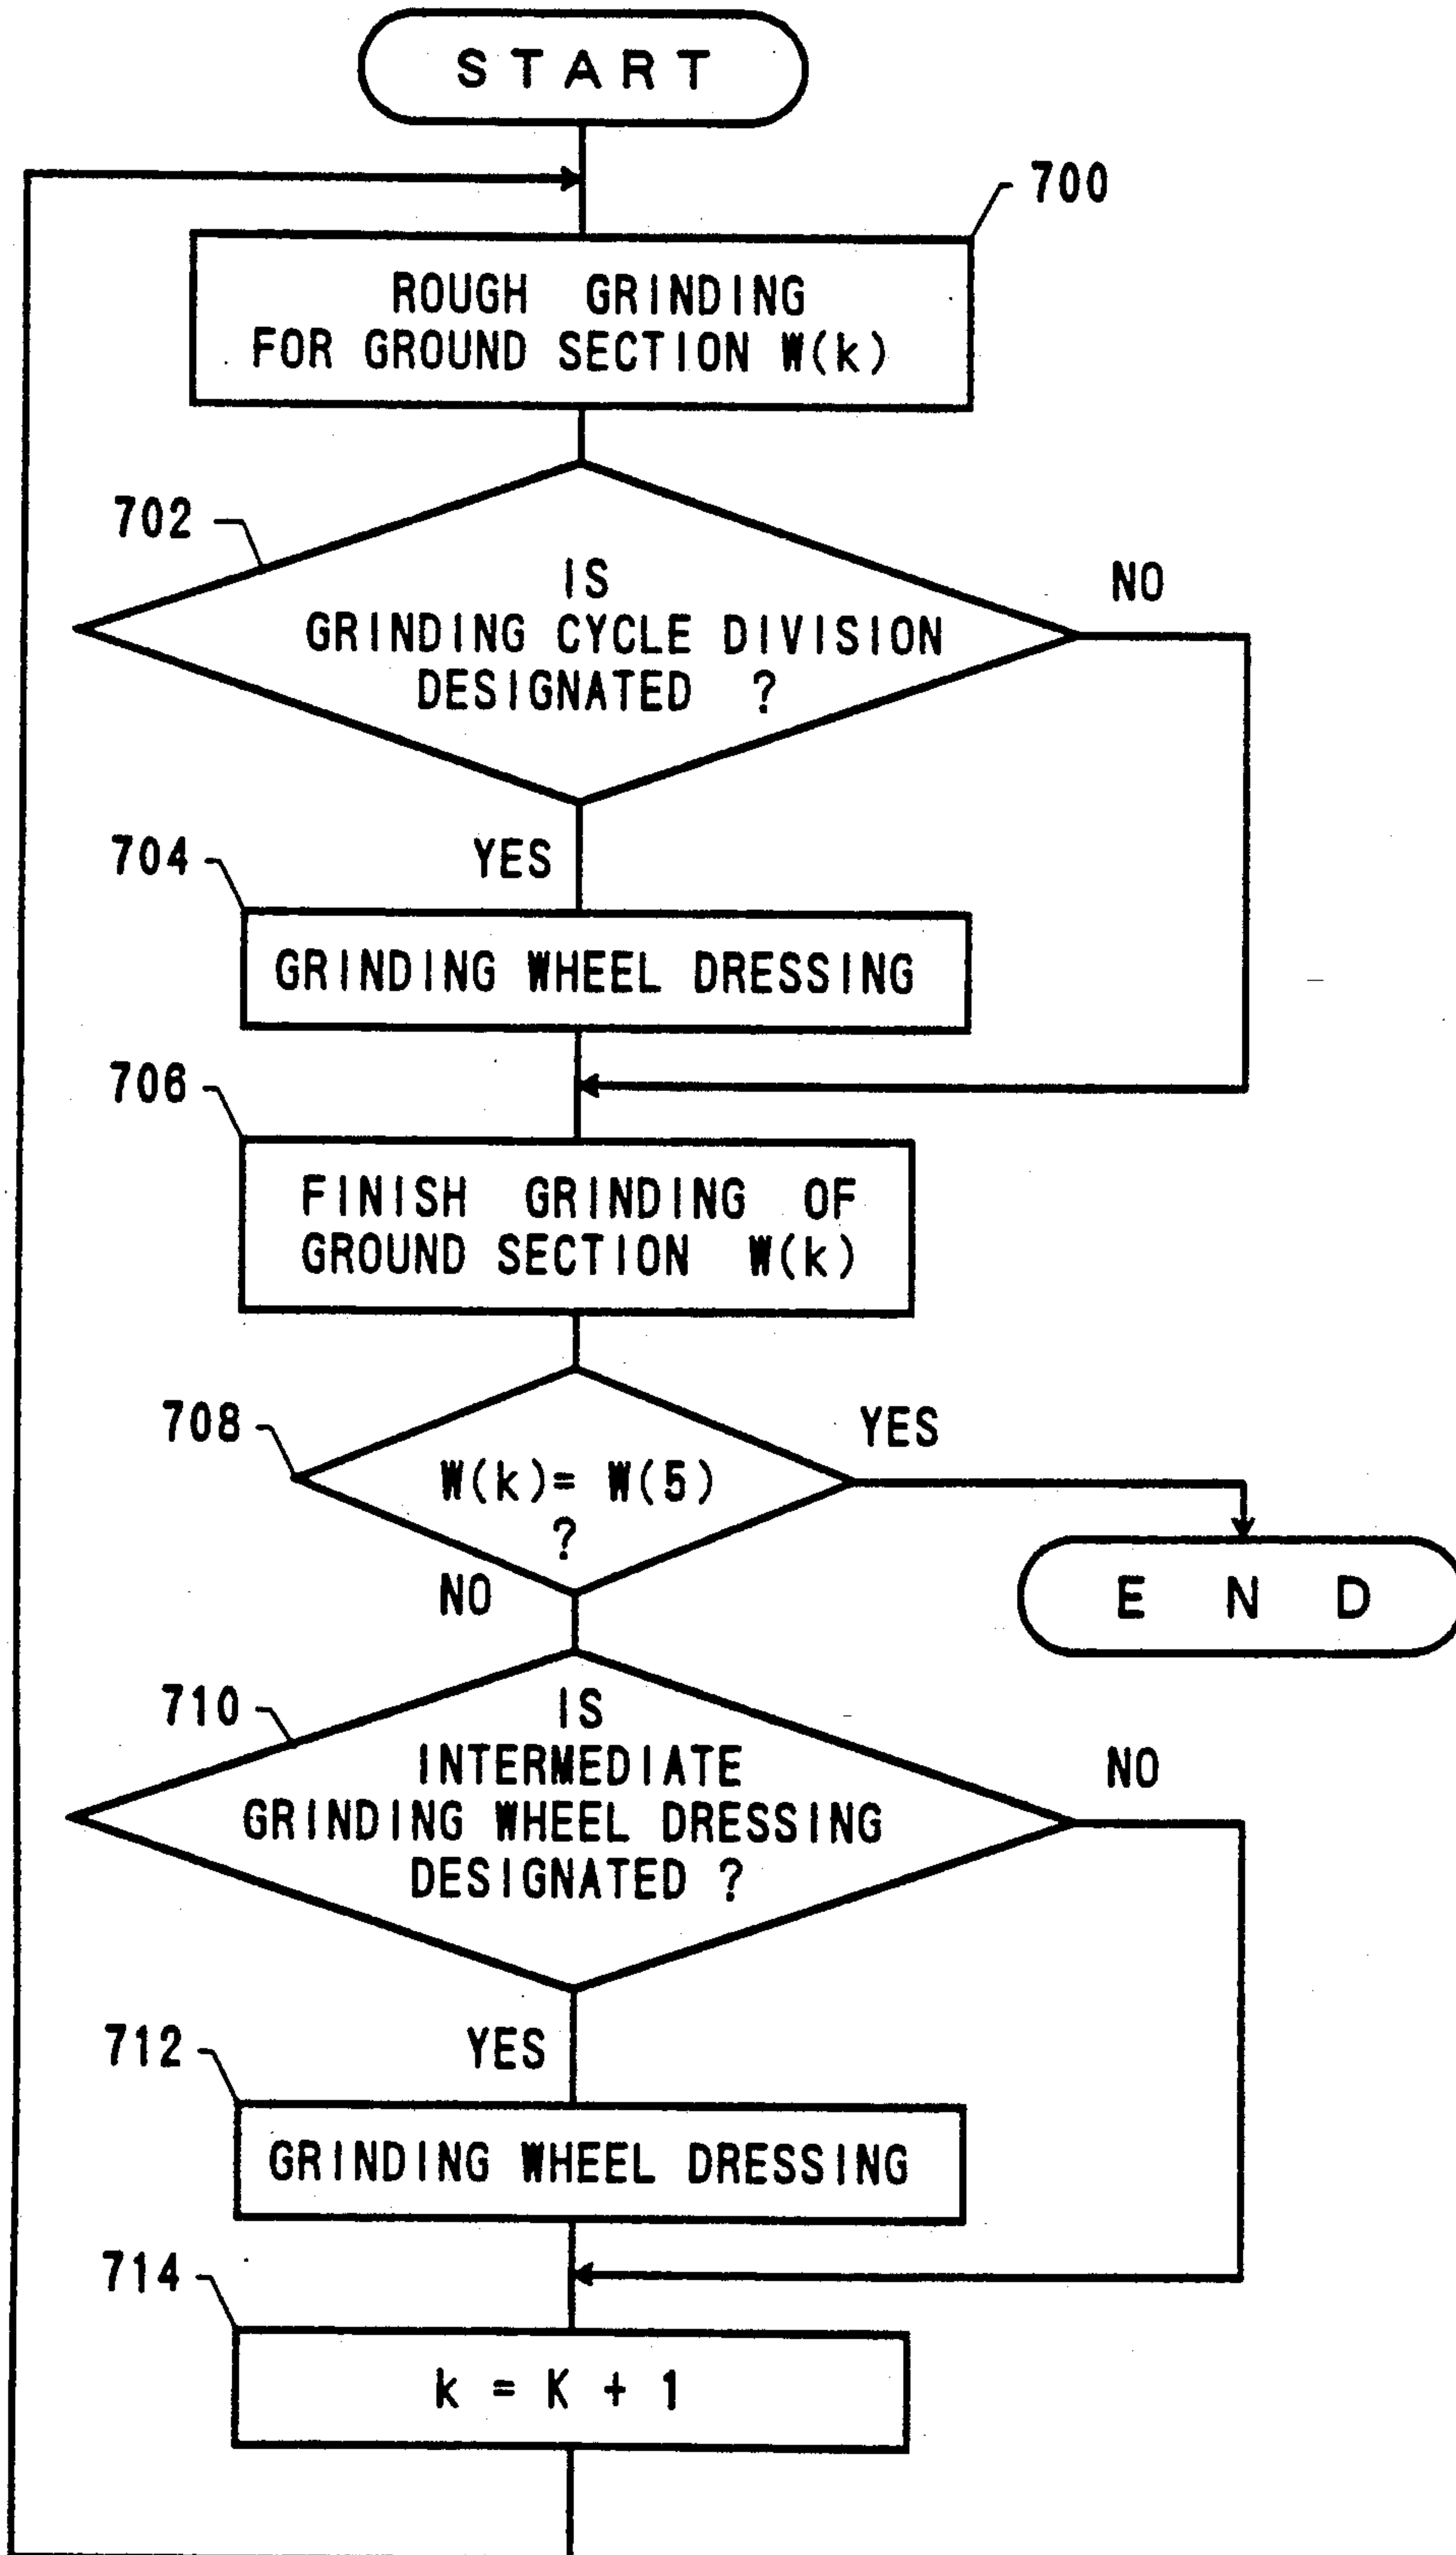 START
700
ROUGH GRINDING
FOR GROUND SECTION W(k)
702
IS
GRINDING CYCLE DIVISION
DESIGNATED ?
NO
YES
704
GRINDING WHEEL DRESSING
706
FINISH GRINDING OF
GROUND SECTION W(k)
708
W(k)= W(5)
?
YES
NO
END
710
IS
INTERMEDIATE
GRINDING WHEEL DRESSING
DESIGNATED ?
NO
YES
712
GRINDING WHEEL DRESSING
714
k = K + 1